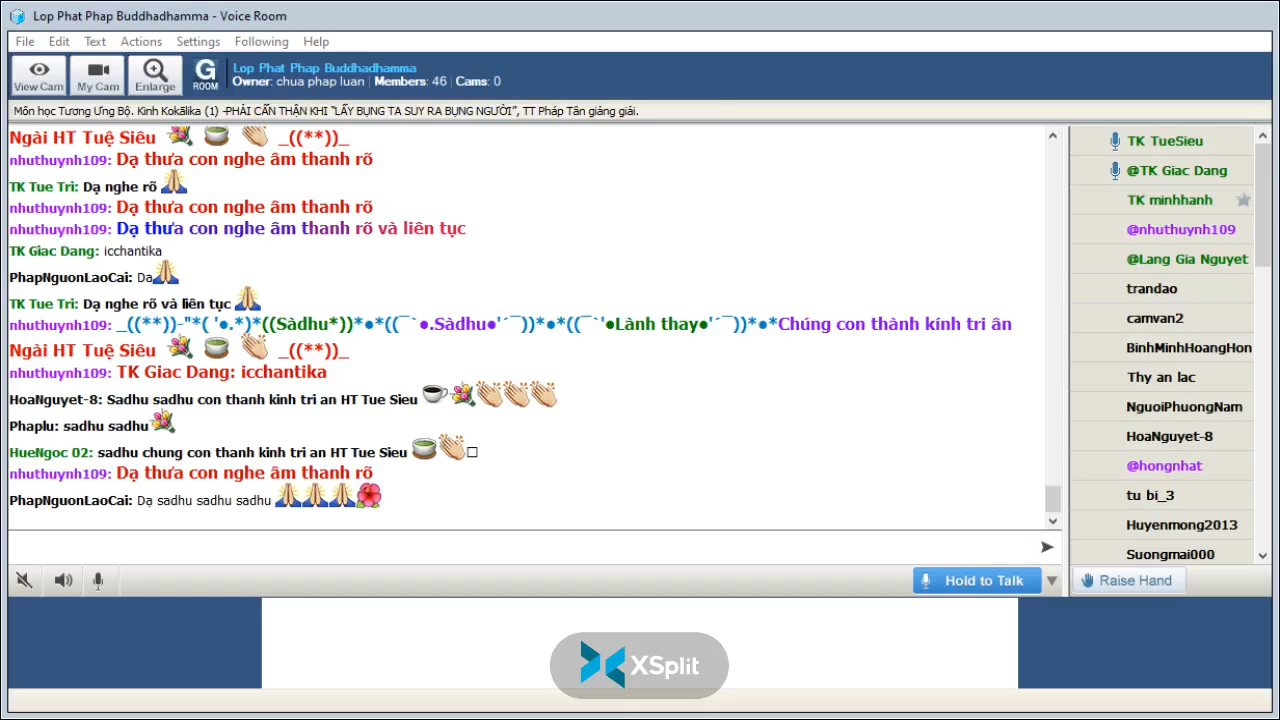 Lop Phat Phap Buddhadhamma - Voice Room
File Edit Text Actions Settings Following Help
View Cam My Cam Enlarge G ROOM
Lop Phat Phap Buddhadhamma
Owner: chua phap luan | Members: 46 | Cams: 0
Môn học Tương Ưng Bộ. Kinh Kokālika (1) -PHẢI CẨN THẬN KHI "LẤY BỤNG TA SUY RA BỤNG NGƯỜI", TT Pháp Tân giảng giải.
Ngài HT Tuệ Siêu _((**))_
nhuthuynh109: Dạ thưa con nghe âm thanh rõ
TK Tue Tri: Dạ nghe rõ
nhuthuynh109: Dạ thưa con nghe âm thanh rõ
nhuthuynh109: Dạ thưa con nghe âm thanh rõ và liên tục
TK Giac Dang: icchantika
PhapNguonLaoCai: Da
TK Tue Tri: Dạ nghe rõ và liên tục
nhuthuynh109: _((**))-"*( '●.*)*((Sàdhu*))*●*((¯`●.Sàdhu●'´¯))*●*((¯`'●Lành thay●'´¯))*●*Chúng con thành kính tri ân
Ngài HT Tuệ Siêu _((**))_
nhuthuynh109: TK Giac Dang: icchantika
HoaNguyet-8: Sadhu sadhu con thanh kinh tri an HT Tue Sieu
Phaplu: sadhu sadhu
HueNgoc 02: sadhu chung con thanh kinh tri an HT Tue Sieu
nhuthuynh109: Dạ thưa con nghe âm thanh rõ
PhapNguonLaoCai: Dạ sadhu sadhu sadhu
Hold to Talk
TK TueSieu
@TK Giac Dang
TK minhhanh
@nhuthuynh109
@Lang Gia Nguyet
trandao
camvan2
BinhMinhHoangHon
Thy an lac
NguoiPhuongNam
HoaNguyet-8
@hongnhat
tu bi_3
Huyenmong2013
Suongmai000
Raise Hand
XSplit